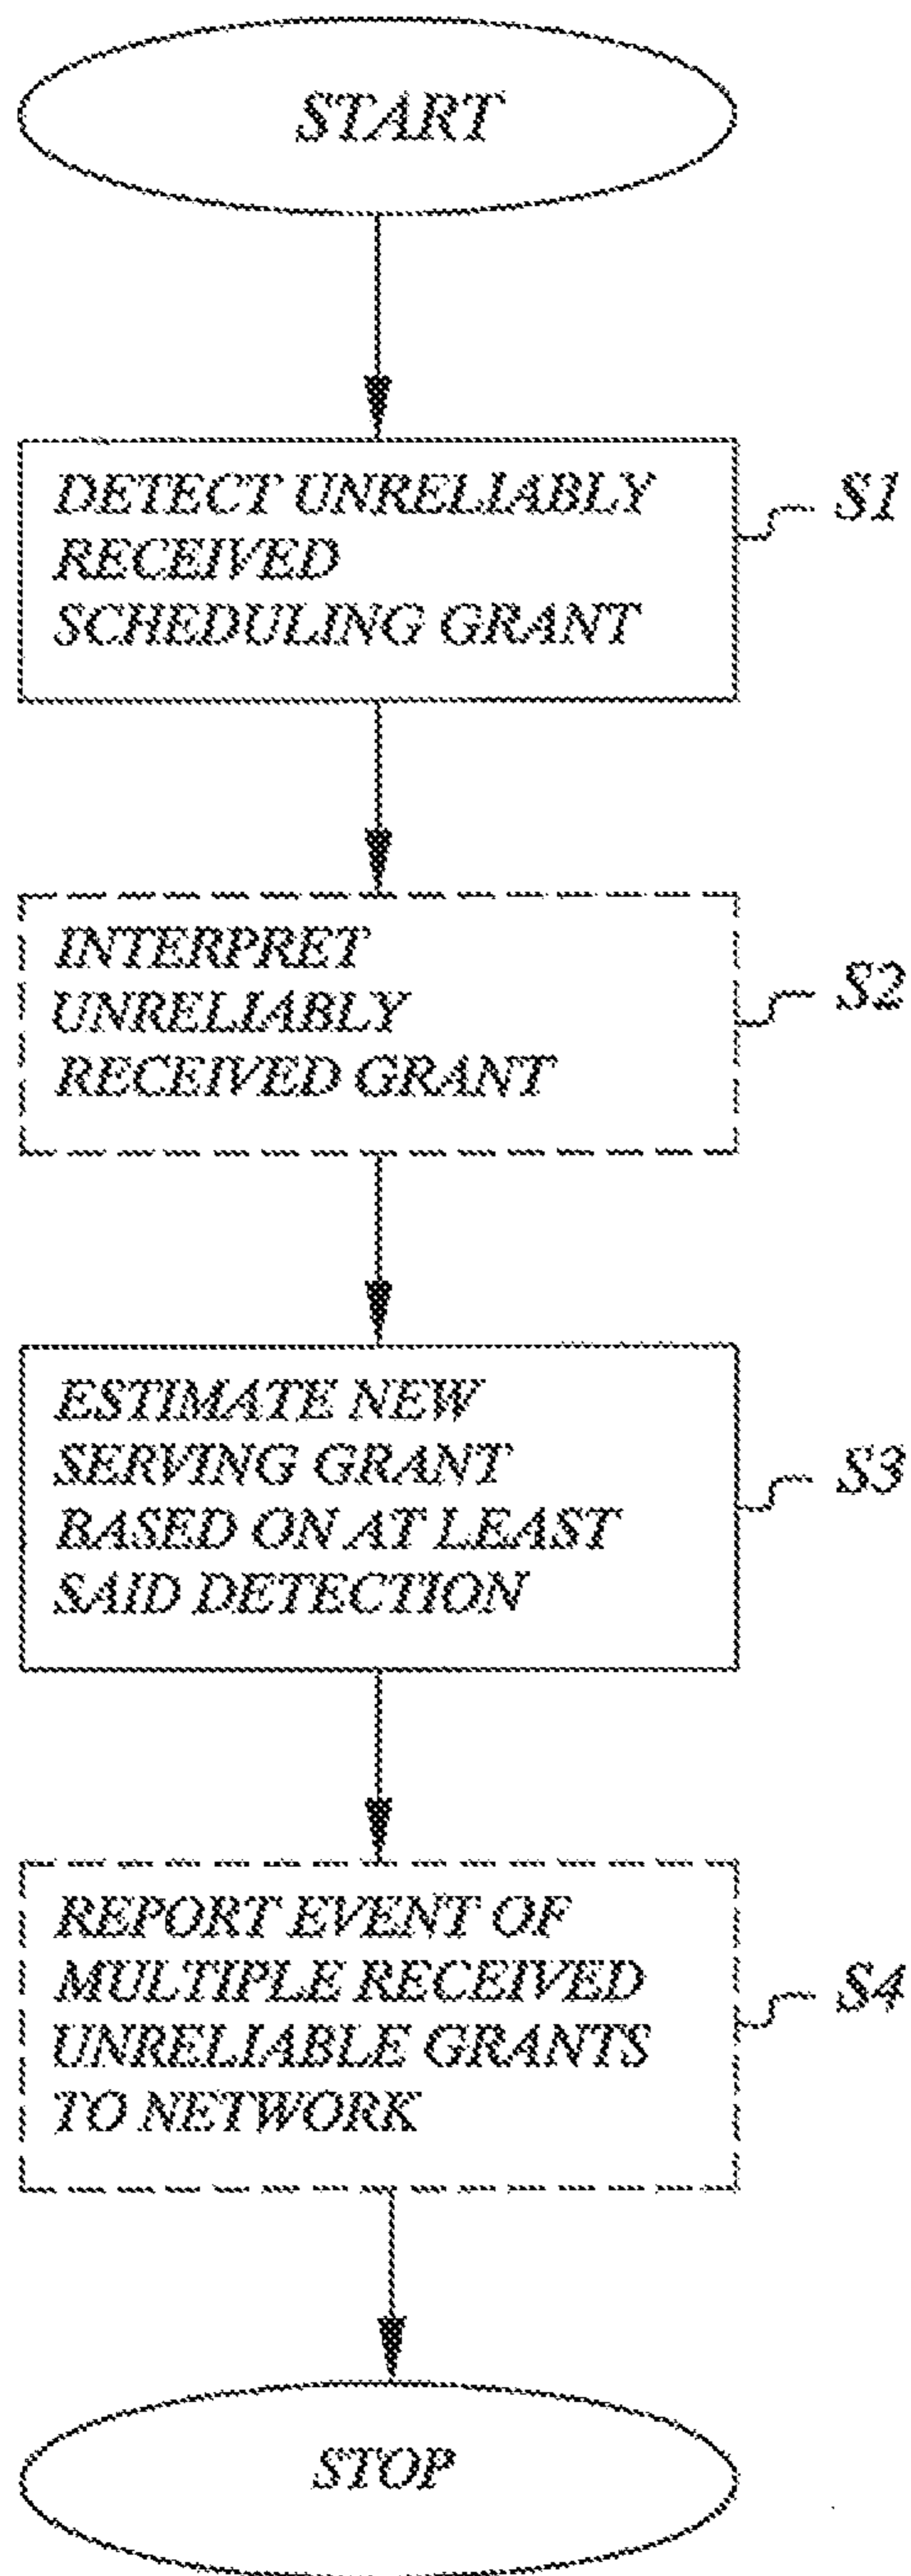 START
DETECT UNRELIABLY
RECEIVED
SCHEDULING GRANT
S1
INTERPRET
UNRELIABLY
RECEIVED GRANT
S2
ESTIMATE NEW
SERVING GRANT
BASED ON AT LEAST
SAID DETECTION
S3
REPORT EVENT OF
MULTIPLE RECEIVED
UNRELIABLE GRANTS
TO NETWORK
S4
STOP